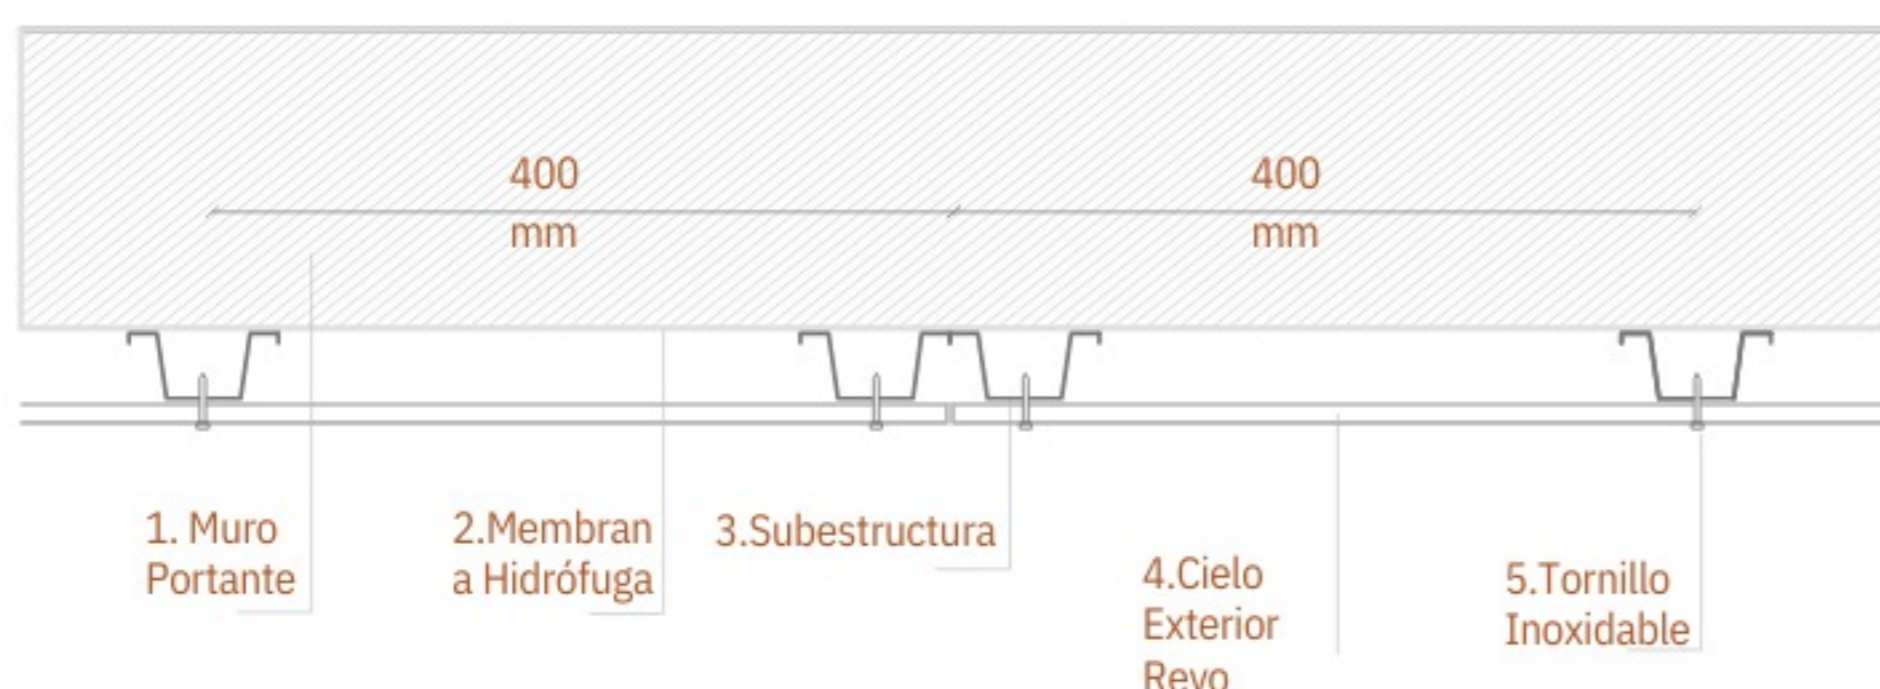 400
mm
400
mm
1. Muro
Portante
2.Membran
a Hidrófuga
3.Subestructura
4.Cielo
Exterior
Revo
5.Tornillo
Inoxidable